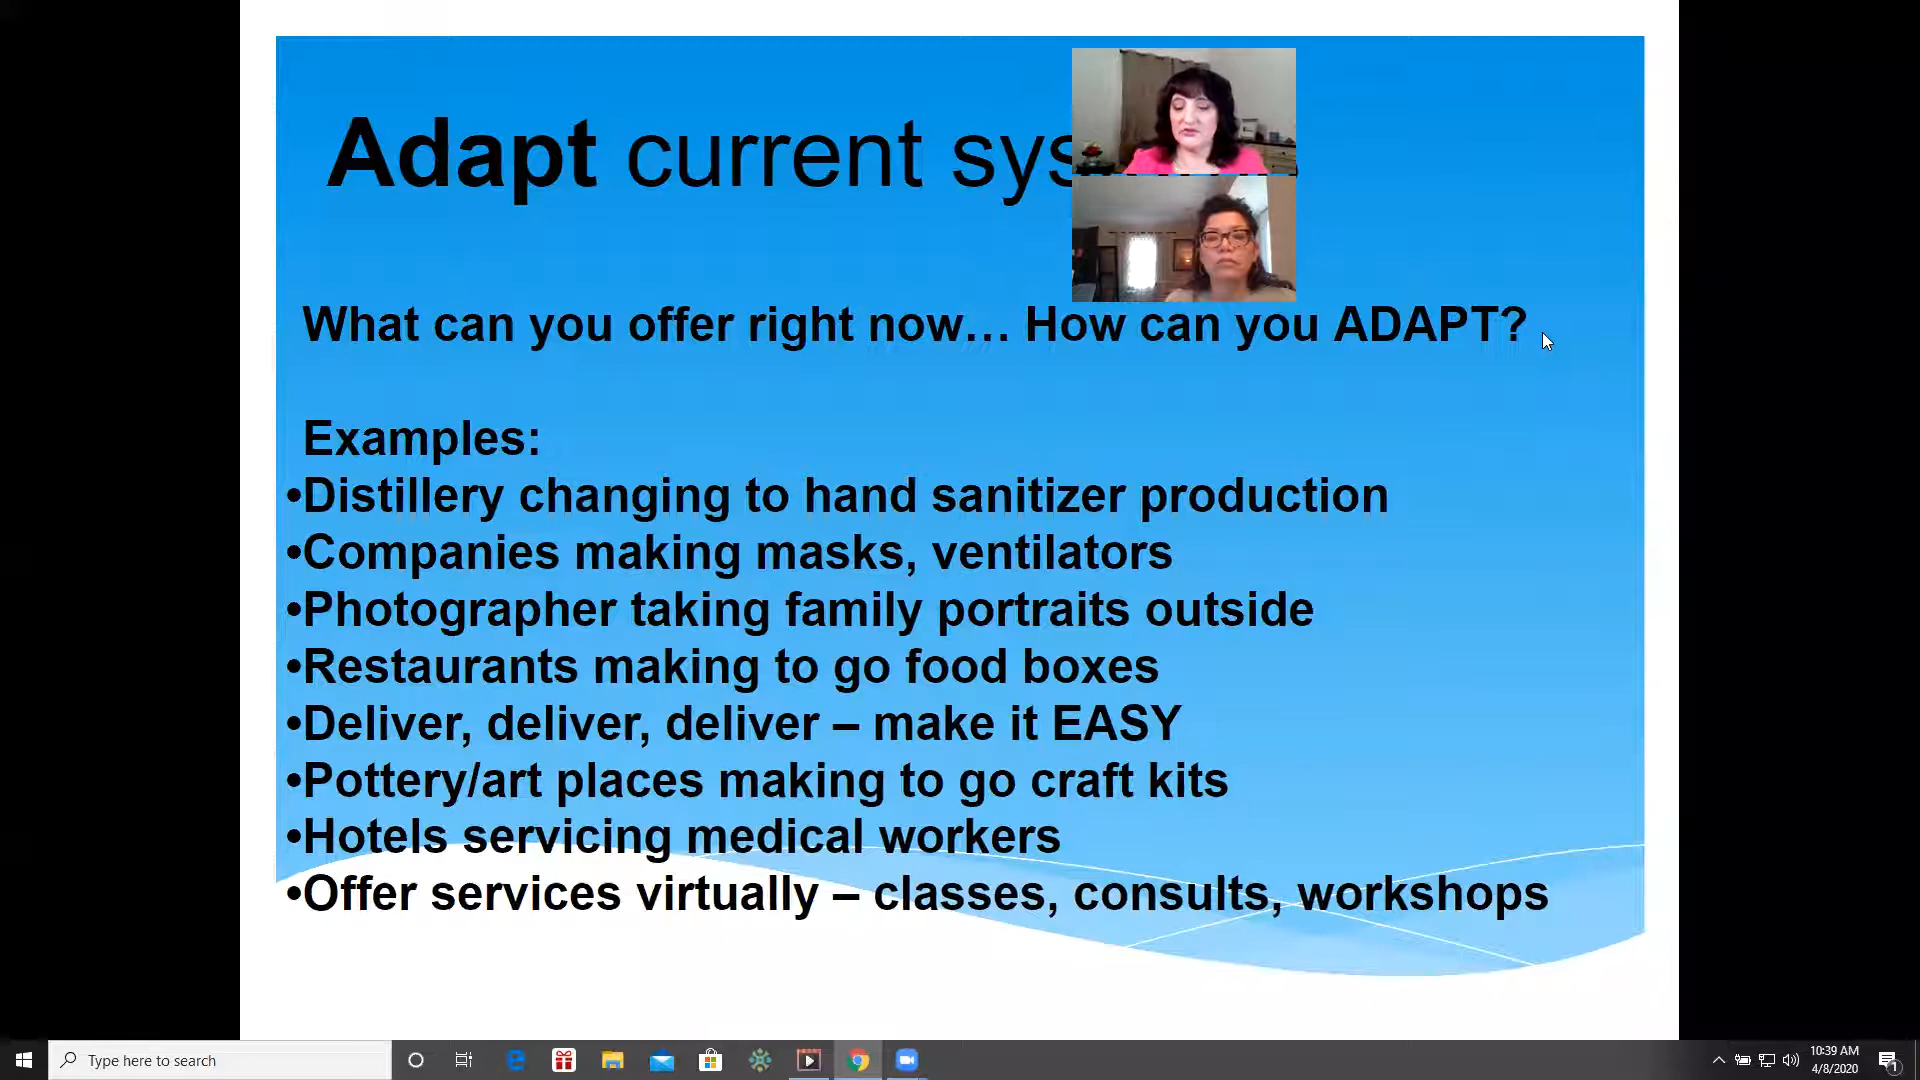 Adapt current
What can you offer right now… How can you ADAPT?
Examples:
•Distillery changing to hand sanitizer production
•Companies making masks, ventilators
•Photographer taking family portraits outside
•Restaurants making to go food boxes
•Deliver, deliver, deliver – make it EASY
•Pottery/art places making to go craft kits
•Hotels servicing medical workers
•Offer services virtually – classes, consults, workshops
Type here to search
10:39 AM
4/8/2020
1